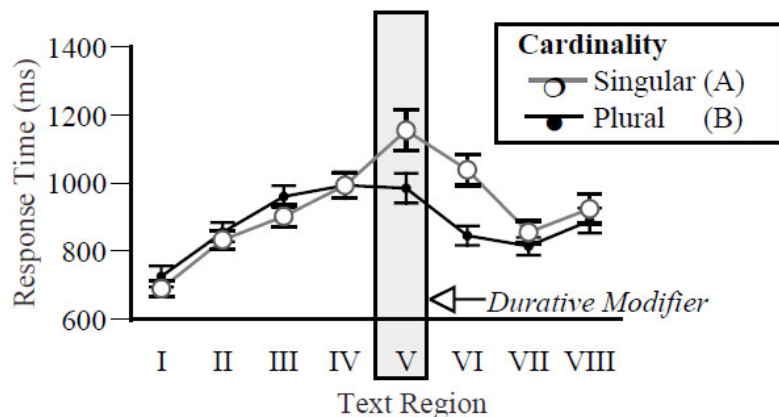 1400
1200
1000
800
600
Response Time (ms)
Cardinality
Singular (A)
Plural (B)
Durative Modifier
I II III IV V VI VII VIII
Text Region